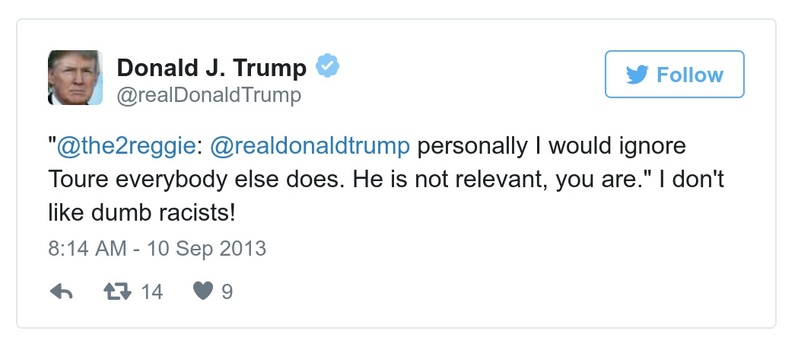 Donald J. Trump
@realDonaldTrump
Follow
"@the2reggie: @realdonaldtrump personally I would ignore
Toure everybody else does. He is not relevant, you are." I don't
like dumb racists!
8:14 AM - 10 Sep 2013
14 9